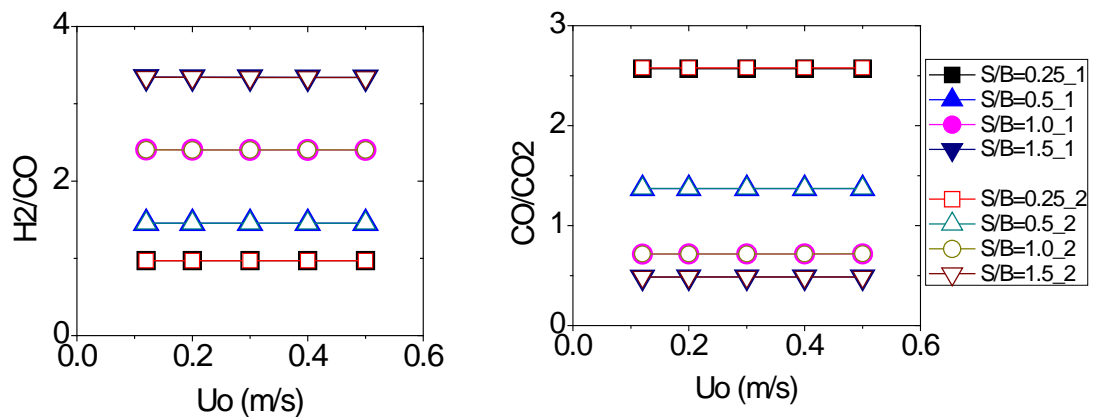 4
2
0
H2/CO
0.0 0.2 0.4 0.6
Uo (m/s)
3
2
1
0
CO/CO2
0.0 0.2 0.4 0.6
Uo (m/s)
S/B=0.25_1
S/B=0.5_1
S/B=1.0_1
S/B=1.5_1
S/B=0.25_2
S/B=0.5_2
S/B=1.0_2
S/B=1.5_2